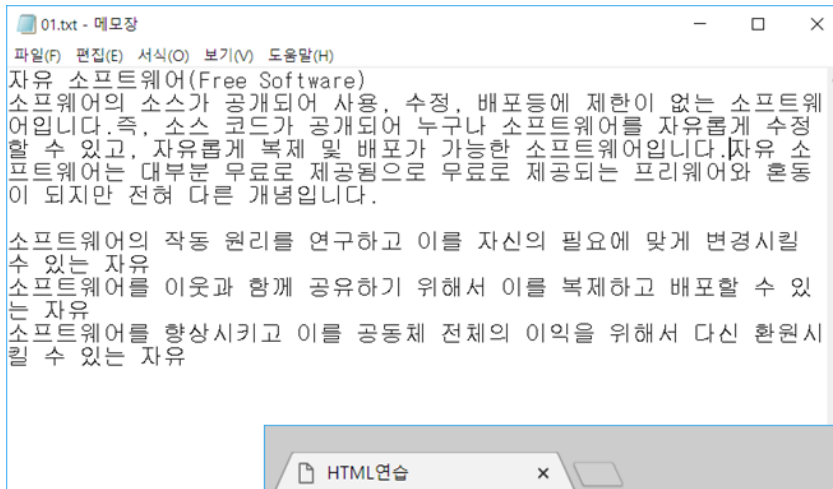 01.txt - 메모장
파일(F) 편집(E) 서식(O) 보기(V) 도움말(H)
자유 소프트웨어(Free Software)
소프웨어의 소스가 공개되어 사용, 수정, 배포등에 제한이 없는 소프트웨
어입니다.즉, 소스 코드가 공개되어 누구나 소프트웨어를 자유롭게 수정
할 수 있고, 자유롭게 복제 및 배포가 가능한 소프트웨어입니다.자유 소
프트웨어는 대부분 무료로 제공됨으로 무료로 제공되는 프리웨어와 혼동
이 되지만 전혀 다른 개념입니다.
소프트웨어의 작동 원리를 연구하고 이를 자신의 필요에 맞게 변경시킬
수 있는 자유
소프트웨어를 이웃과 함께 공유하기 위해서 이를 복제하고 배포할 수 있
는 자유
소프트웨어를 향상시키고 이를 공동체 전체의 이익을 위해서 다신 환원시
킬 수 있는 자유
HTML연습